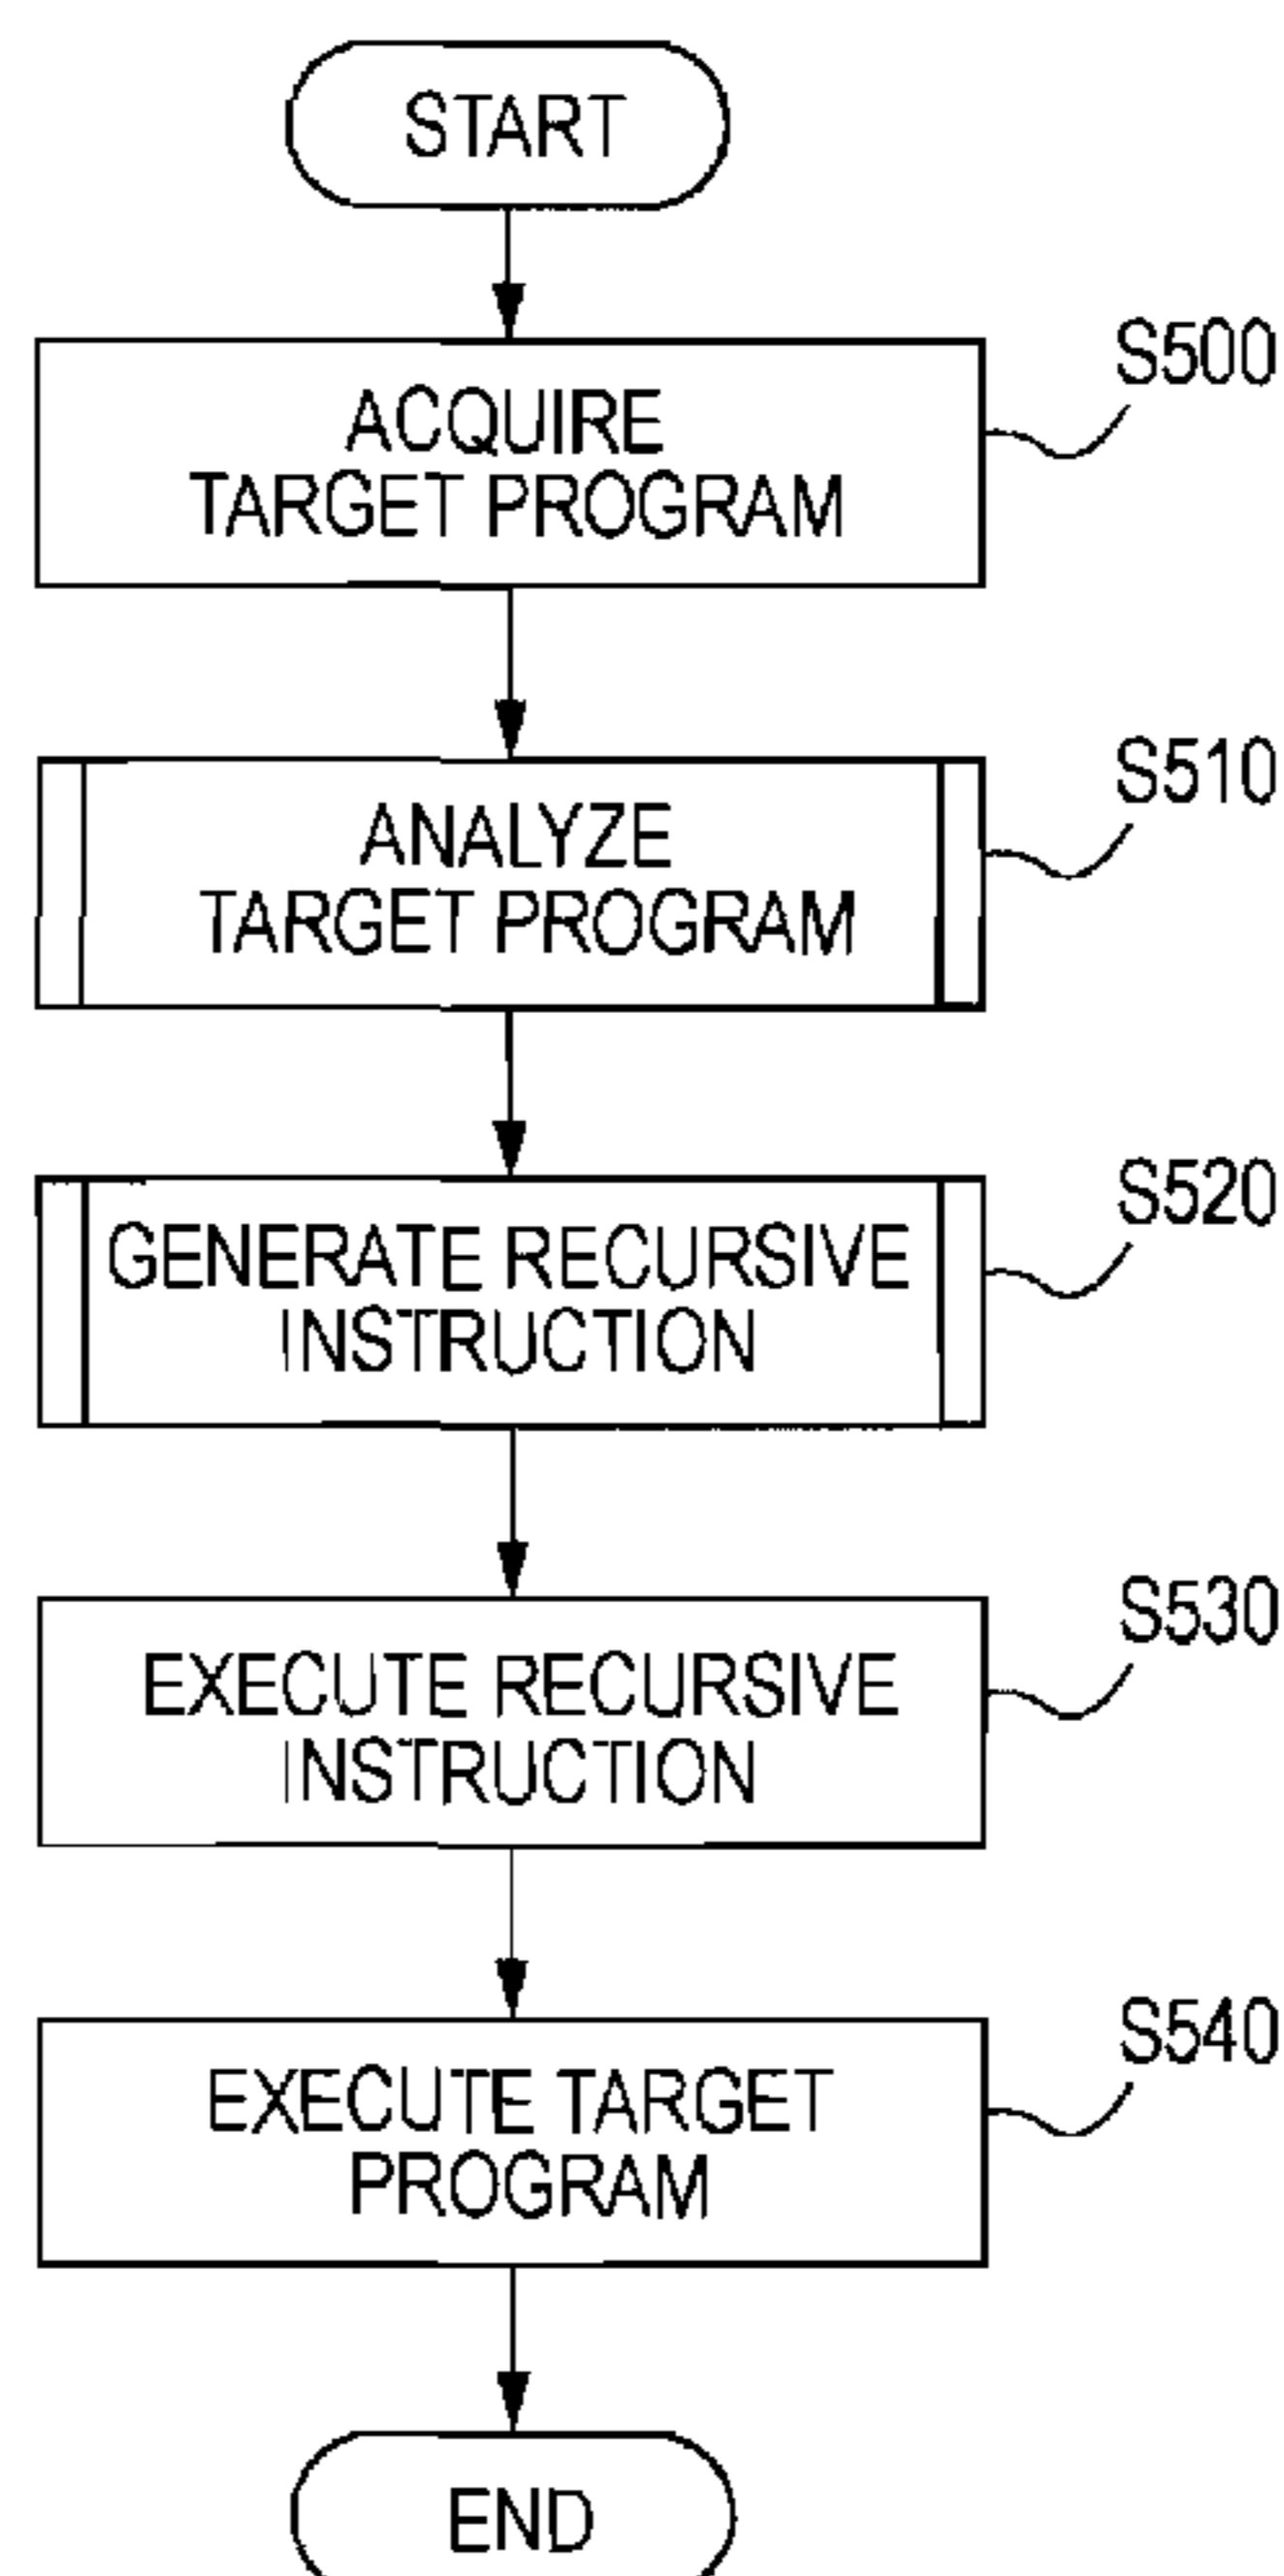 START
S500
ACQUIRE
TARGET PROGRAM
S510
ANALYZE
TARGET PROGRAM
S520
GENERATE RECURSIVE
INSTRUCTION
S530
EXECUTE RECURSIVE
INSTRUCTION
S540
EXECUTE TARGET
PROGRAM
END